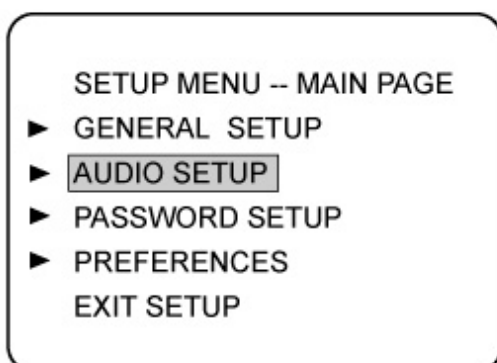 SETUP MENU -- MAIN PAGE
GENERAL SETUP
AUDIO SETUP
PASSWORD SETUP
PREFERENCES
EXIT SETUP